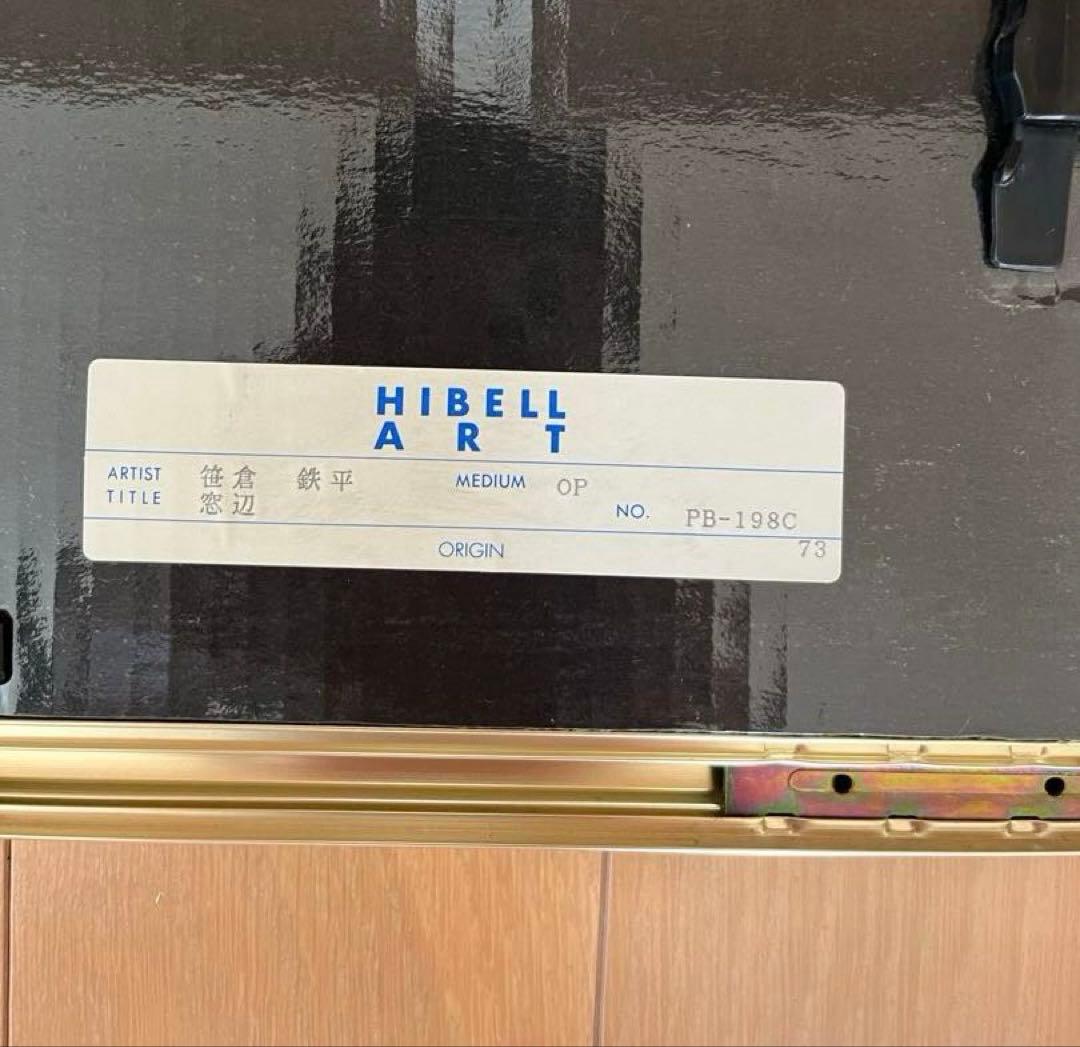 HIBELL
ART
ARTIST 笹倉 鉄平 MEDIUM OP
TITLE 窓辺 NO. PB-198C
ORIGIN 73